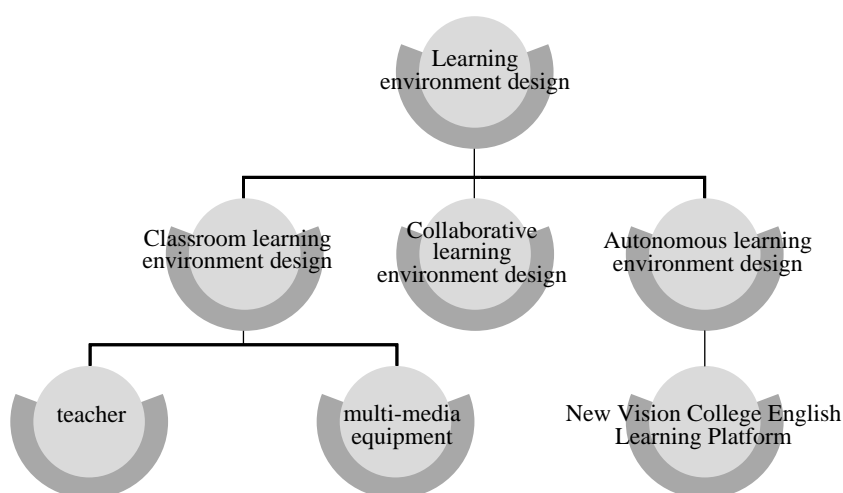 Learning
environment design
Classroom learning
environment design
Collaborative
learning
environment design
Autonomous learning
environment design
teacher
multi-media
equipment
New Vision College English
Learning Platform